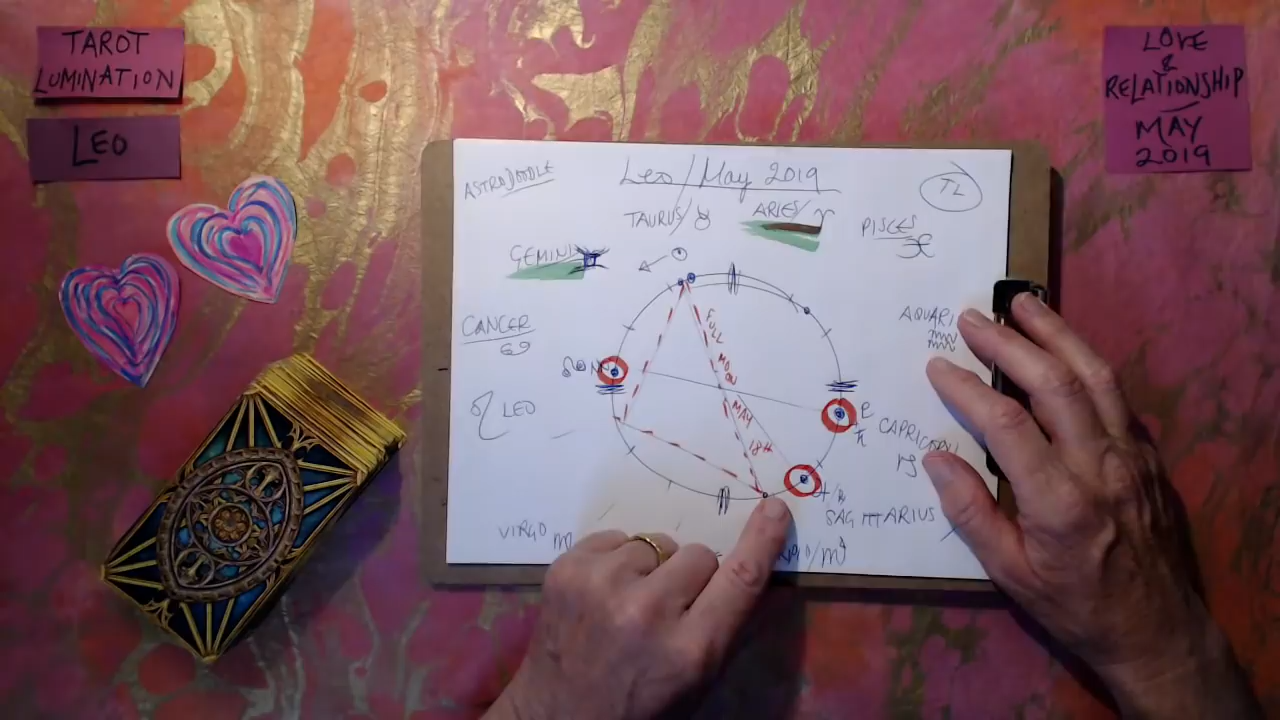 TAROT
LUMINATION
LEO
LOVE
&
RELATIONSHIP
MAY
2019
ASTRODOODLE
Leo/May 2019
TL
TAURUS/♉
ARIES/♈
PISCES
♓
GEMINI
CANCER
♋
♌ LEO
AQUARI
♒
CAPRICORN
♑
SAGITTARIUS
VIRGO ♍
FULL
MOON
MAY
18TH